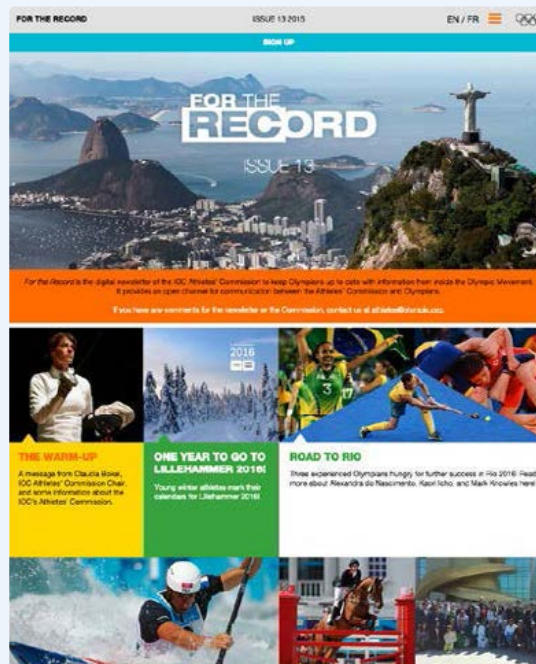 FOR THE RECORD
ISSUE 13 2015
EN / FR
SIGN UP
FOR THE
RECORD
ISSUE 13
For the Record is the digital newsletter of the IOC Athletes' Commission to keep Olympians up to date with information from inside the Olympic Movement.
It provides an open channel for communication between the Athletes' Commission and Olympians.
If you have any comments for the newsletter or the Commission, contact us at
2016
THE WARM-UP
A message from Claudia Bokel,
IOC Athletes' Commission Chair,
and some information about the
IOC's Athletes' Commission.
ONE YEAR TO GO TO
LILLEHAMMER 2016!
Young winter athletes mark their
calendars for Lillehammer 2016!
ROAD TO RIO
Three experienced Olympians hungry for further success in Rio 2016! Read
more about Alexandra do Nascimento, Kaori Icho, and Mark Knowles here!
3